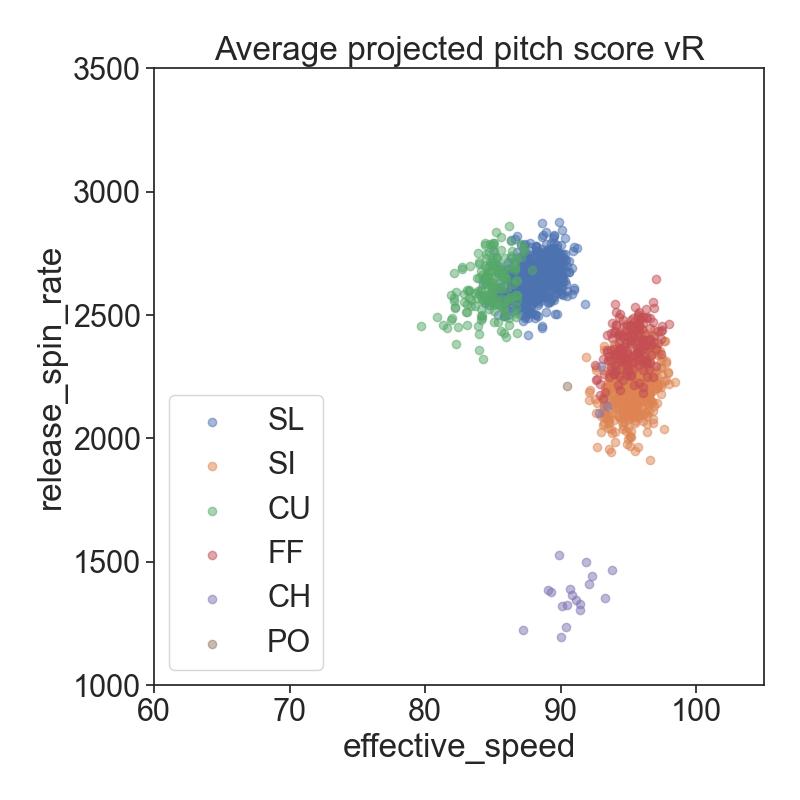 Average projected pitch score vR
3500
3000
2500
2000
1500
1000
release_spin_rate
SL
SI
CU
FF
CH
PO
60 70 80 90 100
effective_speed